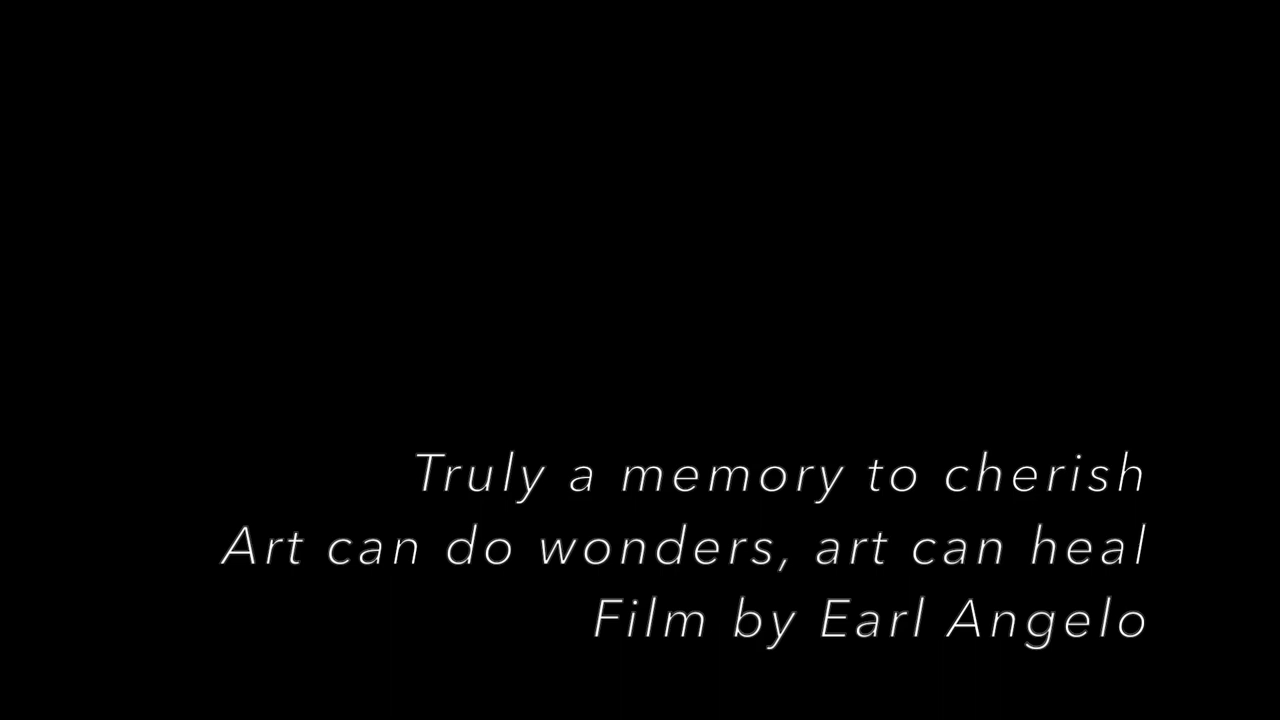 Truly a memory to cherish
Art can do wonders, art can heal
Film by Earl Angelo